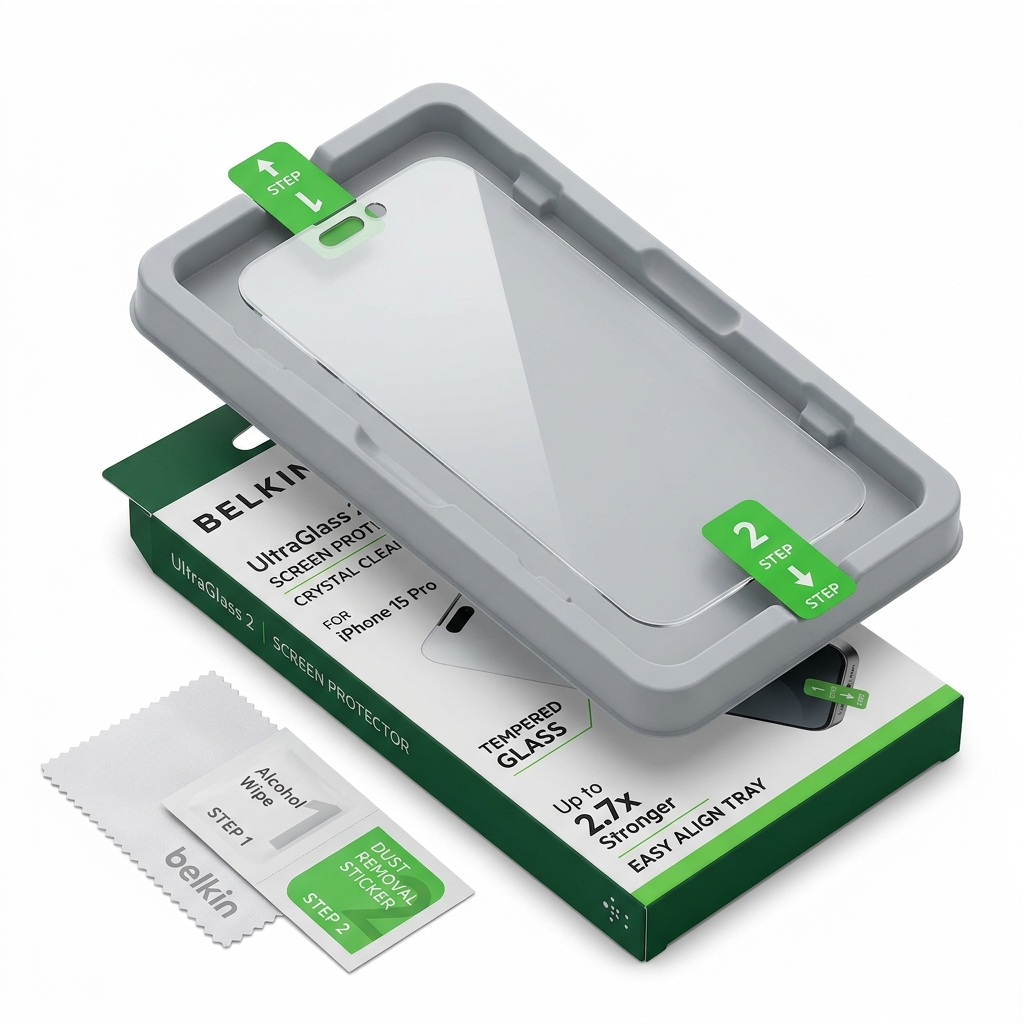 STEP
BELKIN
UltraGlass 2
SCREEN PROT
CRYSTAL CLEA
FOR
iPhone 15 Pro
UltraGlass 2 | SCREEN PROTECTOR
2
STEP
STEP
1
TEMPERED
GLASS
Up to
2.7x
Stronger
EASY ALIGN TRAY
Alcohol
Wipe
1
STEP 1
belkin
DUST
REMOVAL
STICKER
2
STEP 2